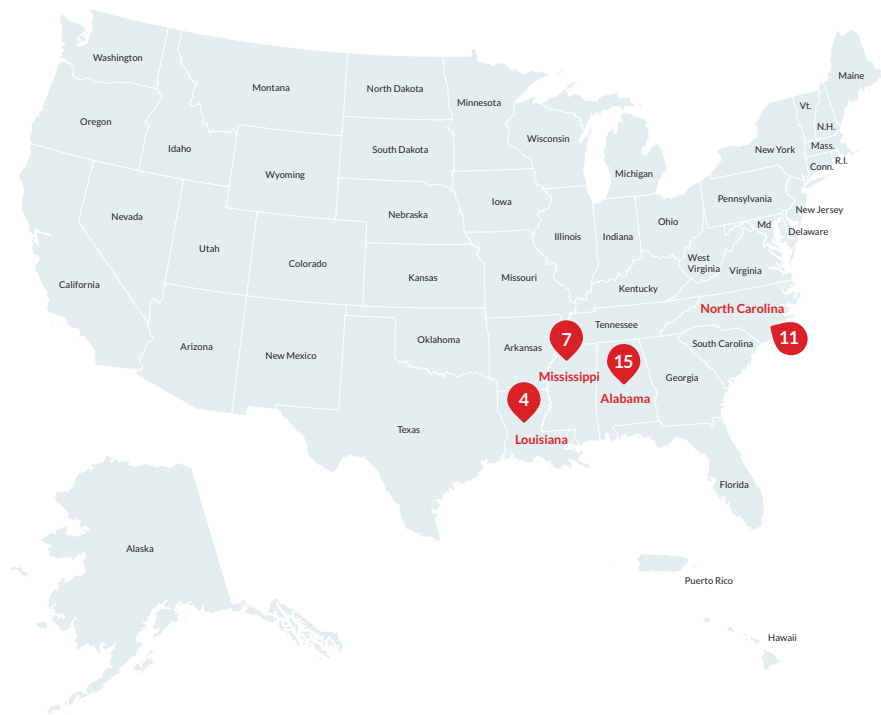 Washington
Montana
North Dakota
Minnesota
Maine
Oregon
Idaho
South Dakota
Wisconsin
Michigan
Vt.
N.H.
New York
Mass.
Conn.
R.I.
Wyoming
Nebraska
Iowa
Pennsylvania
New Jersey
Nevada
Utah
Colorado
Kansas
Missouri
Illinois
Indiana
Ohio
Md
Delaware
West
Virginia
Virginia
California
Kentucky
North Carolina
11
Arizona
New Mexico
Oklahoma
Arkansas
Tennessee
South Carolina
7
Mississippi
15
Alabama
Georgia
4
Louisiana
Texas
Florida
Alaska
Puerto Rico
Hawaii